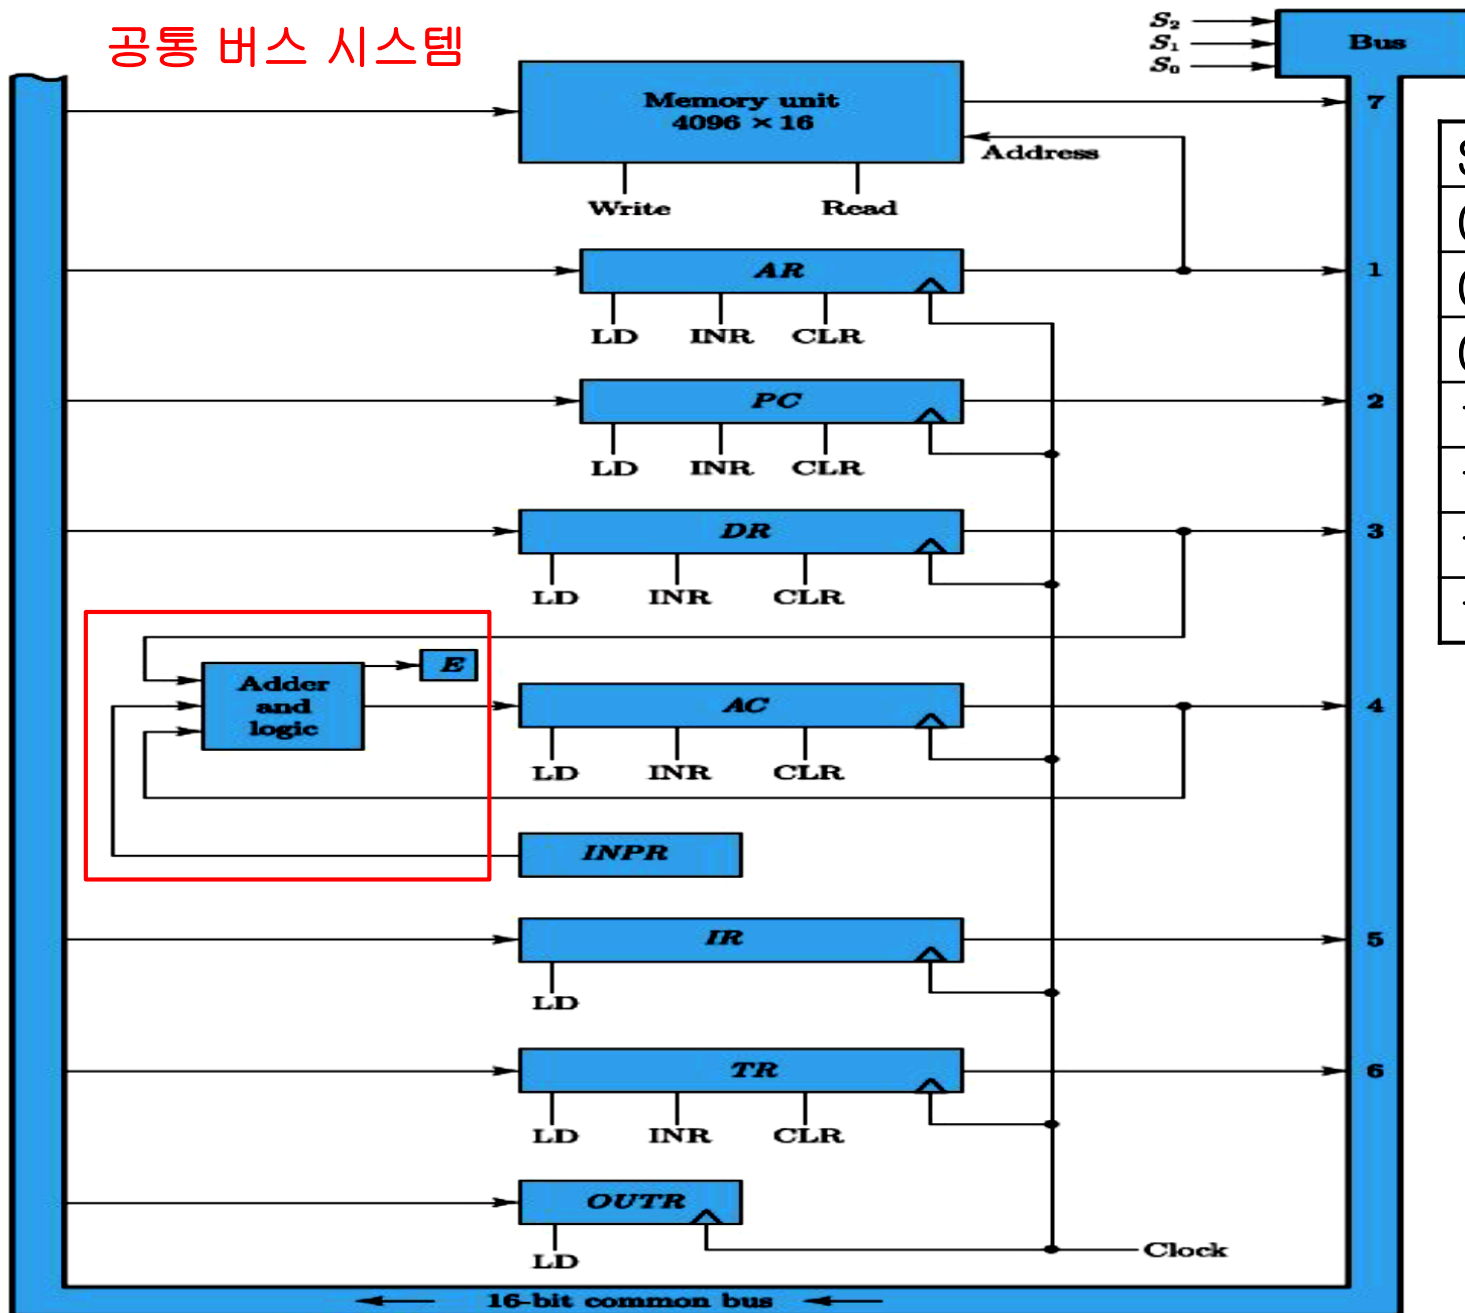 공통 버스 시스템
S₂
S₁
S₀
Bus
Memory unit
4096 × 16
7
Address
Write Read
AR
1
LD INR CLR
PC
2
LD INR CLR
DR
3
LD INR CLR
E
Adder
and
logic
AC
4
LD INR CLR
INPR
IR
5
LD
TR
6
LD INR CLR
OUTR
LD
Clock
16-bit common bus